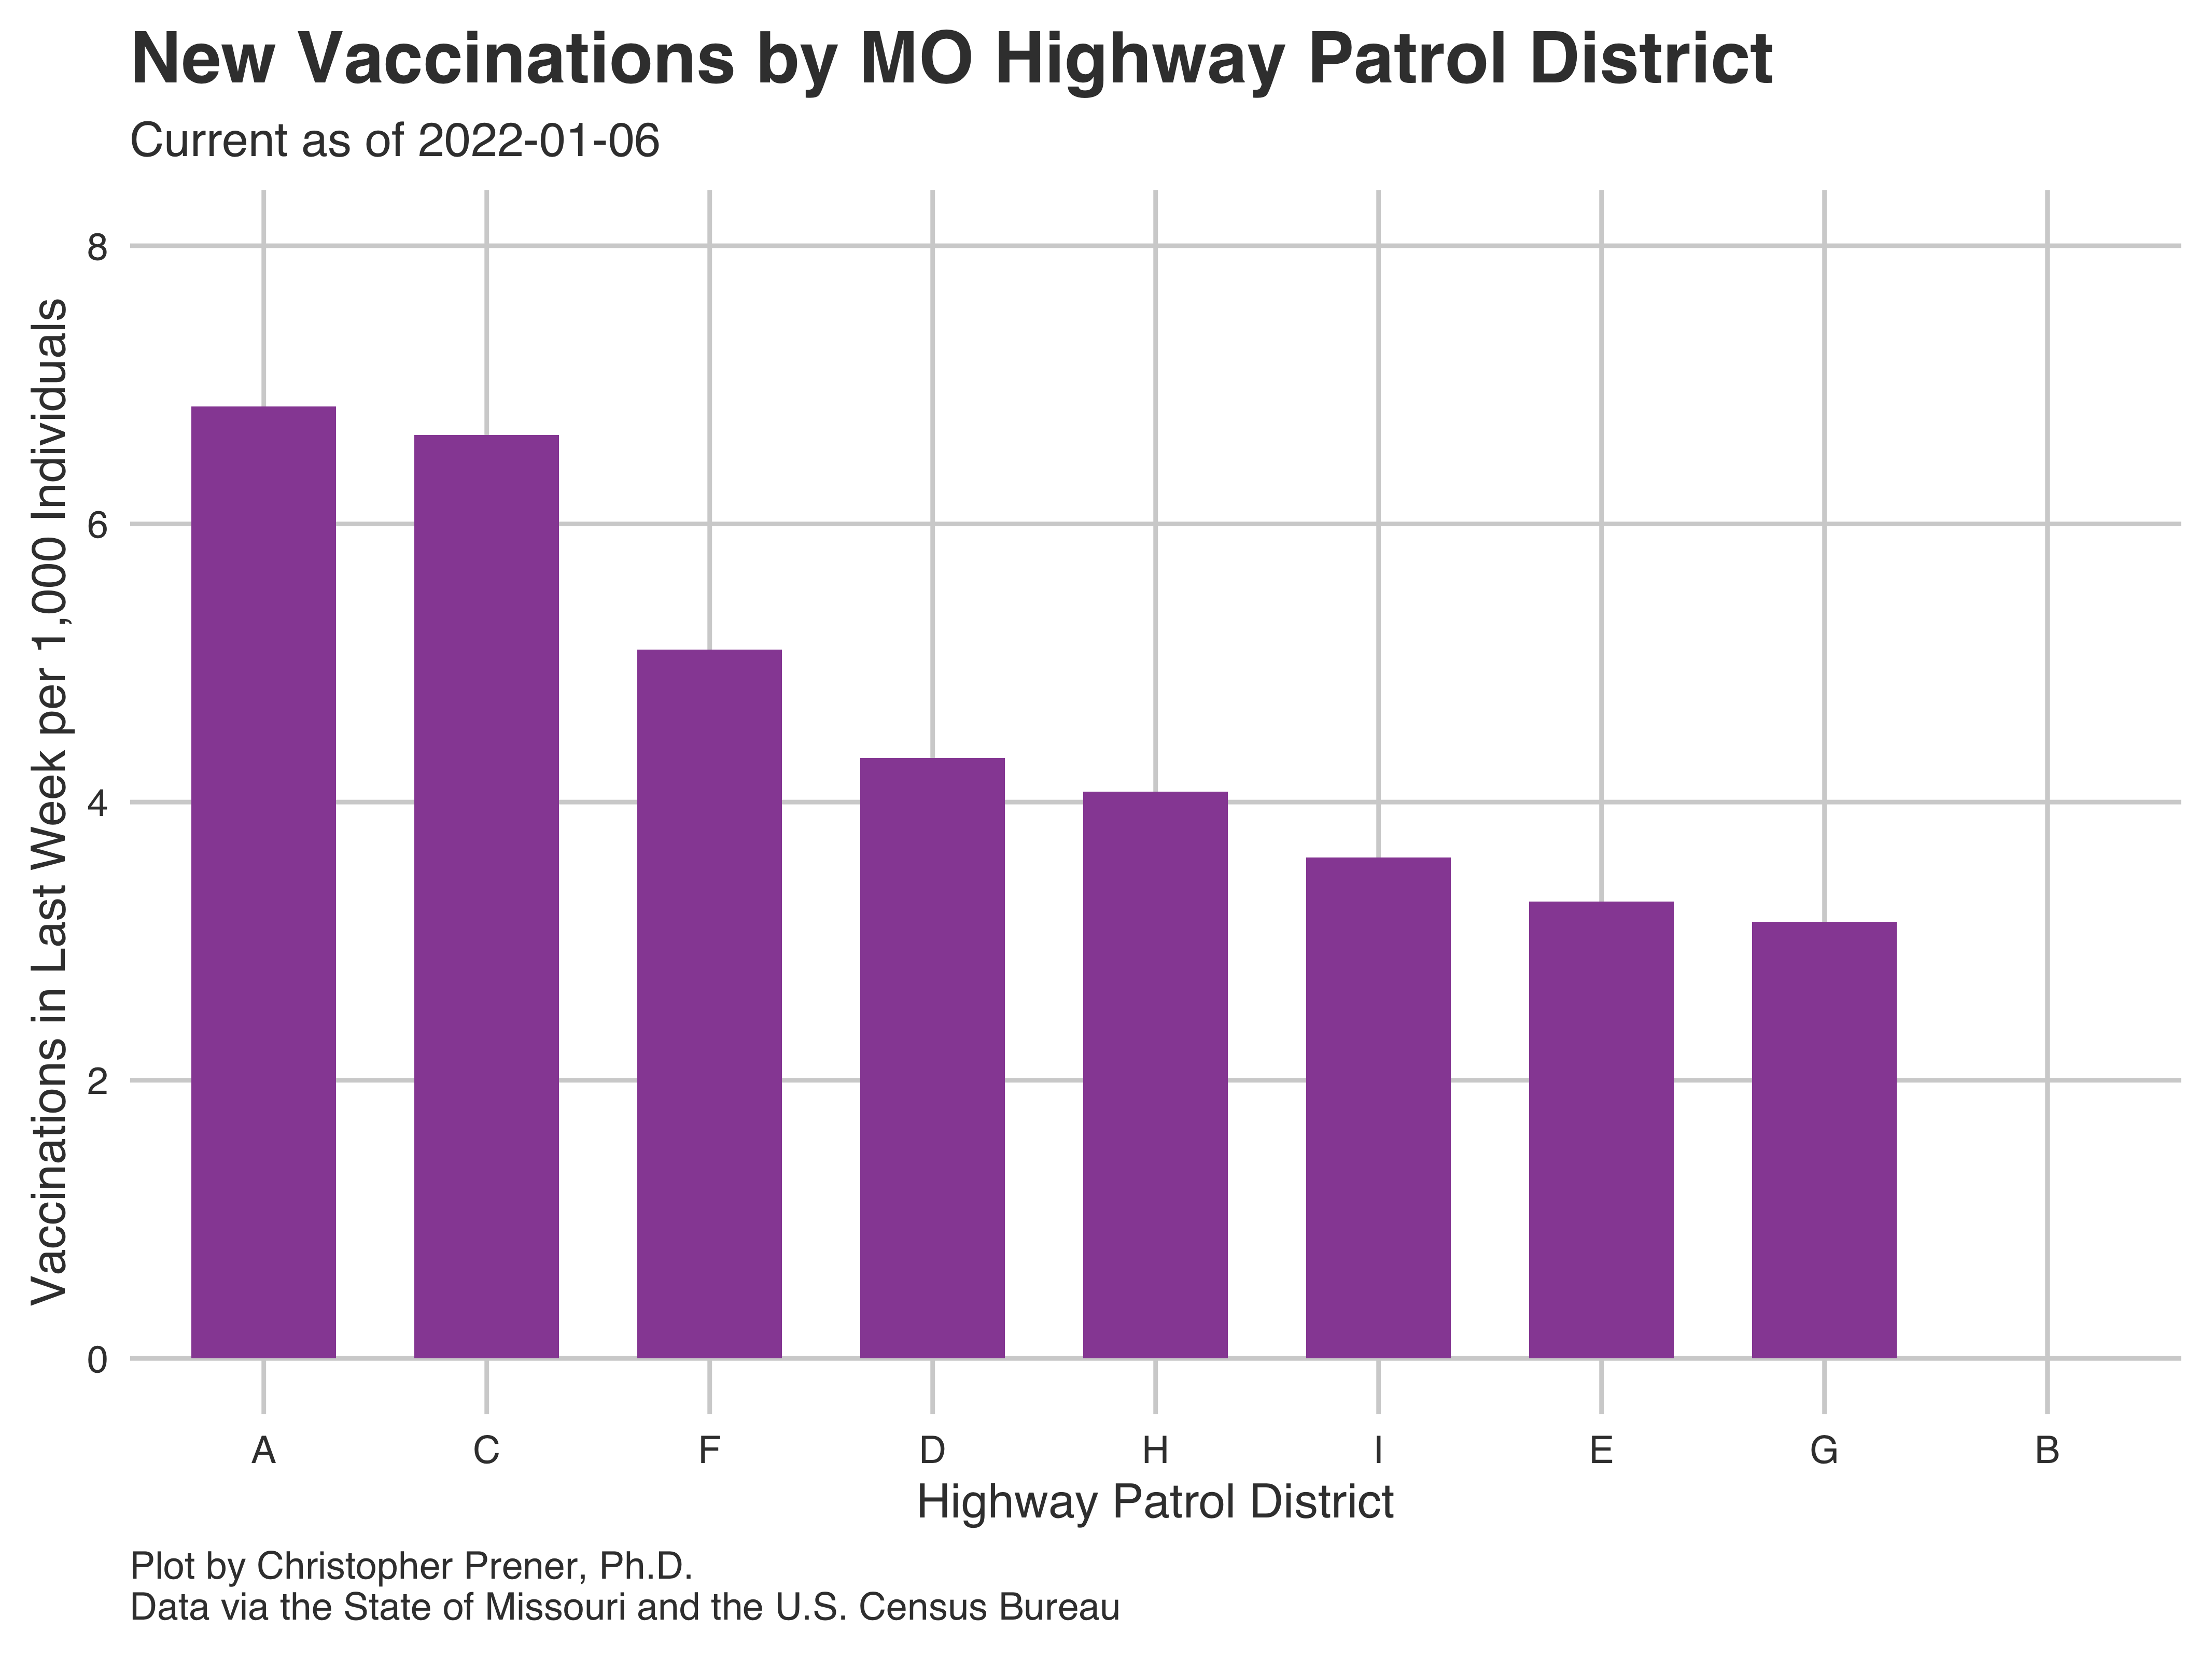 New Vaccinations by MO Highway Patrol District
Current as of 2022-01-06
Vaccinations in Last Week per 1,000 Individuals
8
6
4
2
0
A C F D H I E G B
Highway Patrol District
Plot by Christopher Prener, Ph.D.
Data via the State of Missouri and the U.S. Census Bureau